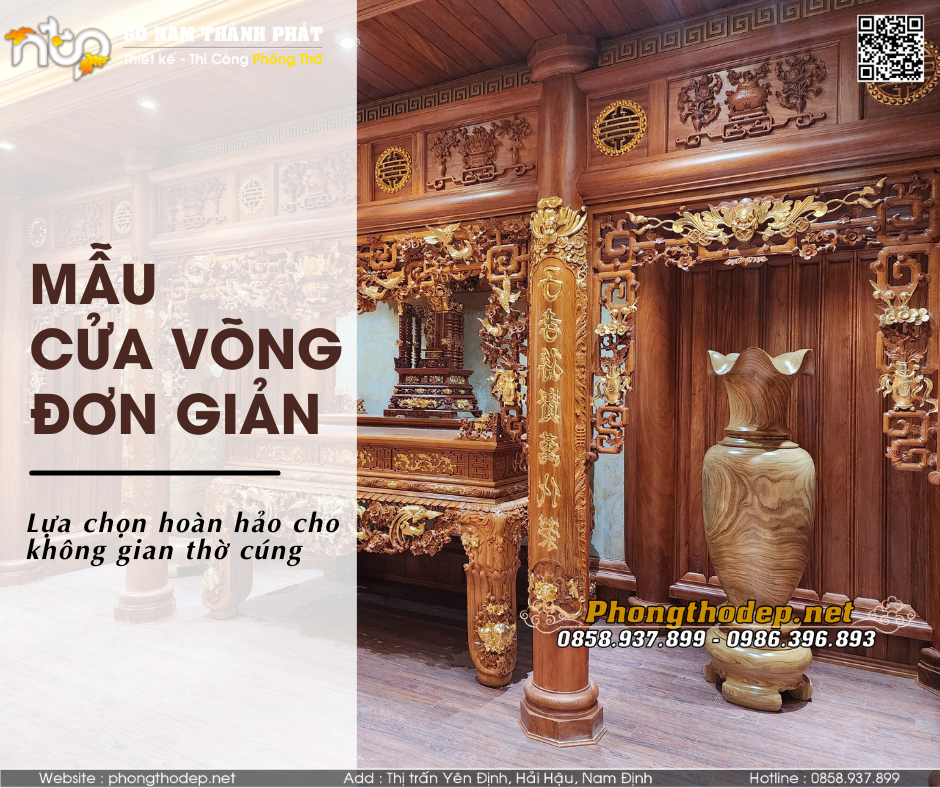 ntp
GỖ NAM THÀNH PHÁT
Thiết kế - Thi Công Phòng Thờ
MẪU
CỬA VÕNG
ĐƠN GIẢN
Lựa chọn hoàn hảo cho
không gian thờ cúng
Phongthodep.net
0858.937.899 - 0986.396.893
Website : phongthodep.net
Add : Thị trấn Yên Định, Hải Hậu, Nam Định
Hotline : 0858.937.899